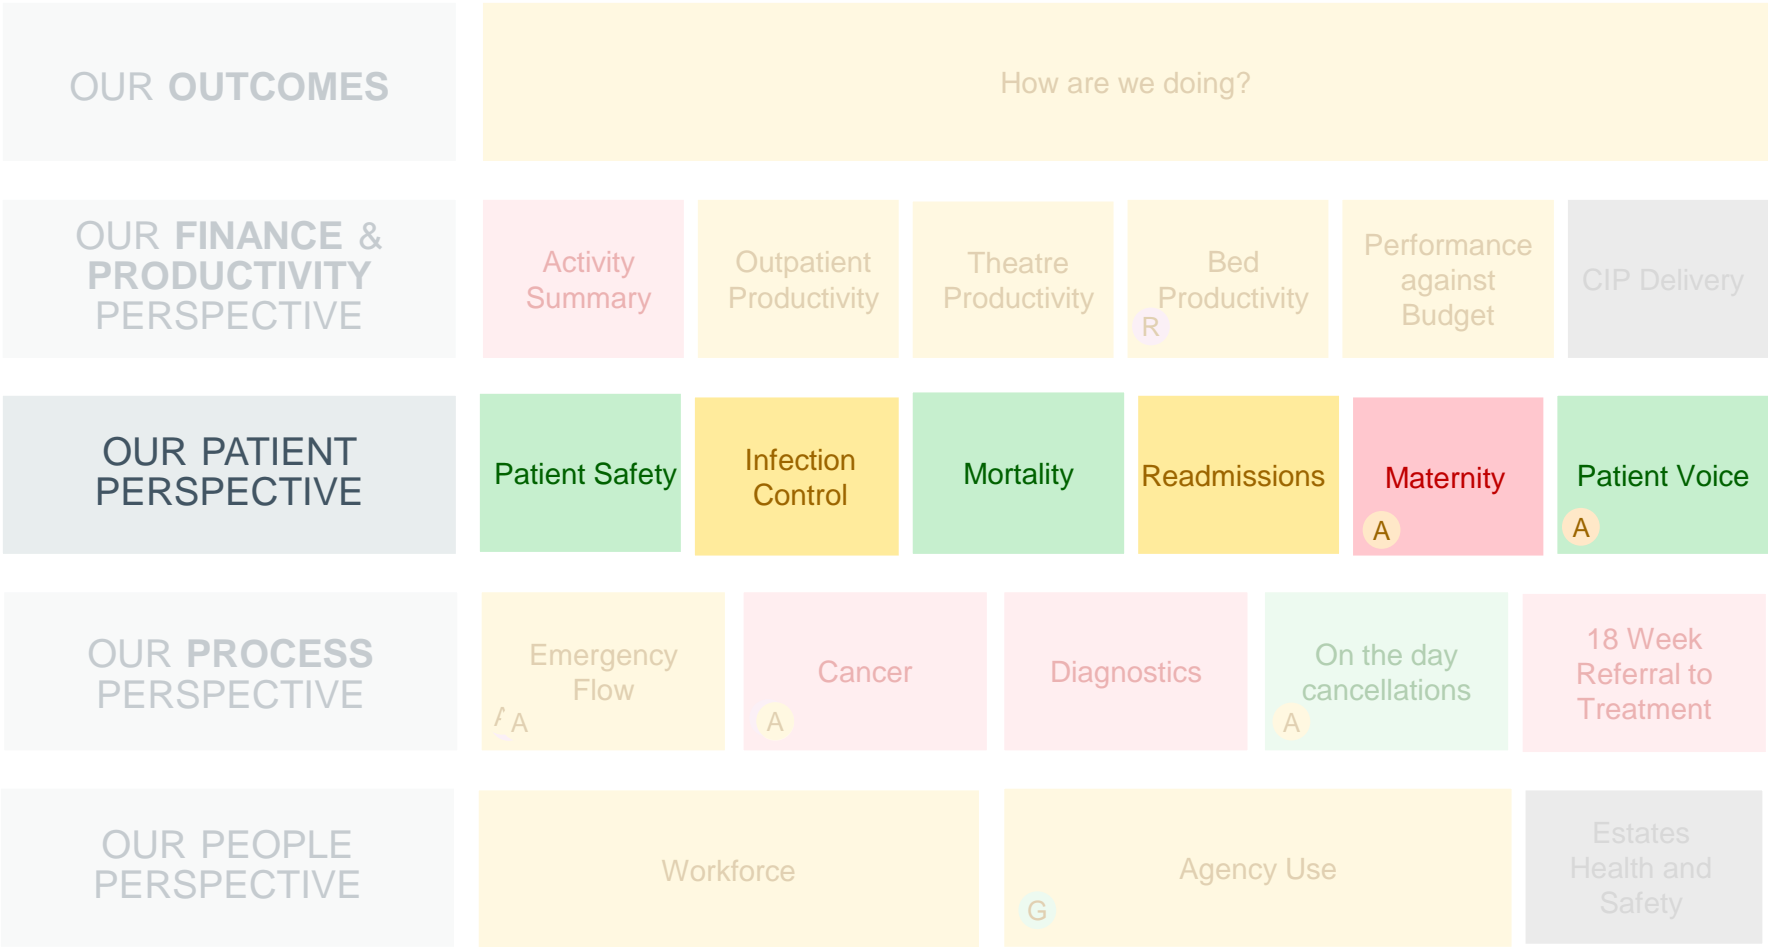 OUR OUTCOMES
How are we doing?
OUR FINANCE &
PRODUCTIVITY
PERSPECTIVE
Activity
Summary
Outpatient
Productivity
Theatre
Productivity
Bed
Productivity
R
Performance
against
Budget
CIP Delivery
OUR PATIENT
PERSPECTIVE
Patient Safety
Infection
Control
Mortality
Readmissions
Maternity
A
Patient Voice
A
OUR PROCESS
PERSPECTIVE
Emergency
Flow
A
Cancer
A
Diagnostics
On the day
cancellations
A
18 Week
Referral to
Treatment
OUR PEOPLE
PERSPECTIVE
Workforce
Agency Use
G
Estates
Health and
Safety